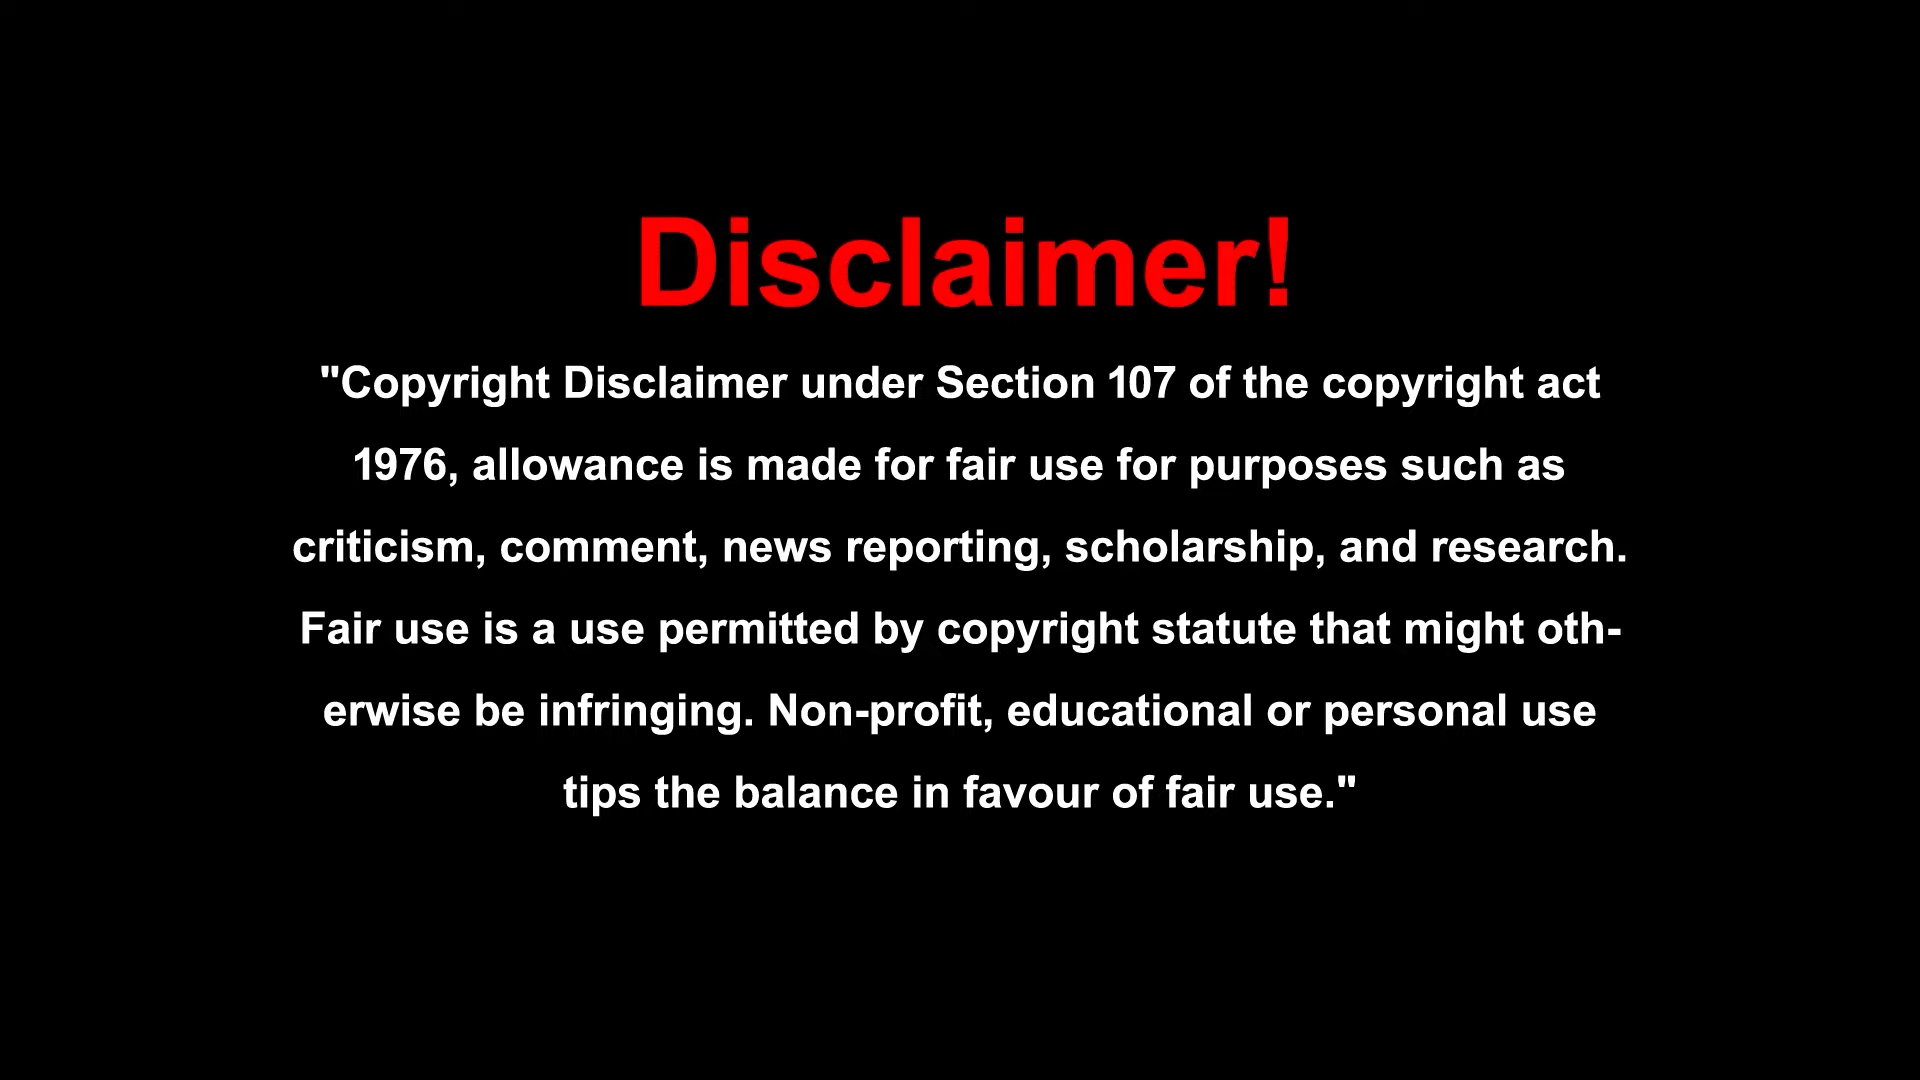 Disclaimer!
"Copyright Disclaimer under Section 107 of the copyright act
1976, allowance is made for fair use for purposes such as
criticism, comment, news reporting, scholarship, and research.
Fair use is a use permitted by copyright statute that might oth-
erwise be infringing. Non-profit, educational or personal use
tips the balance in favour of fair use."